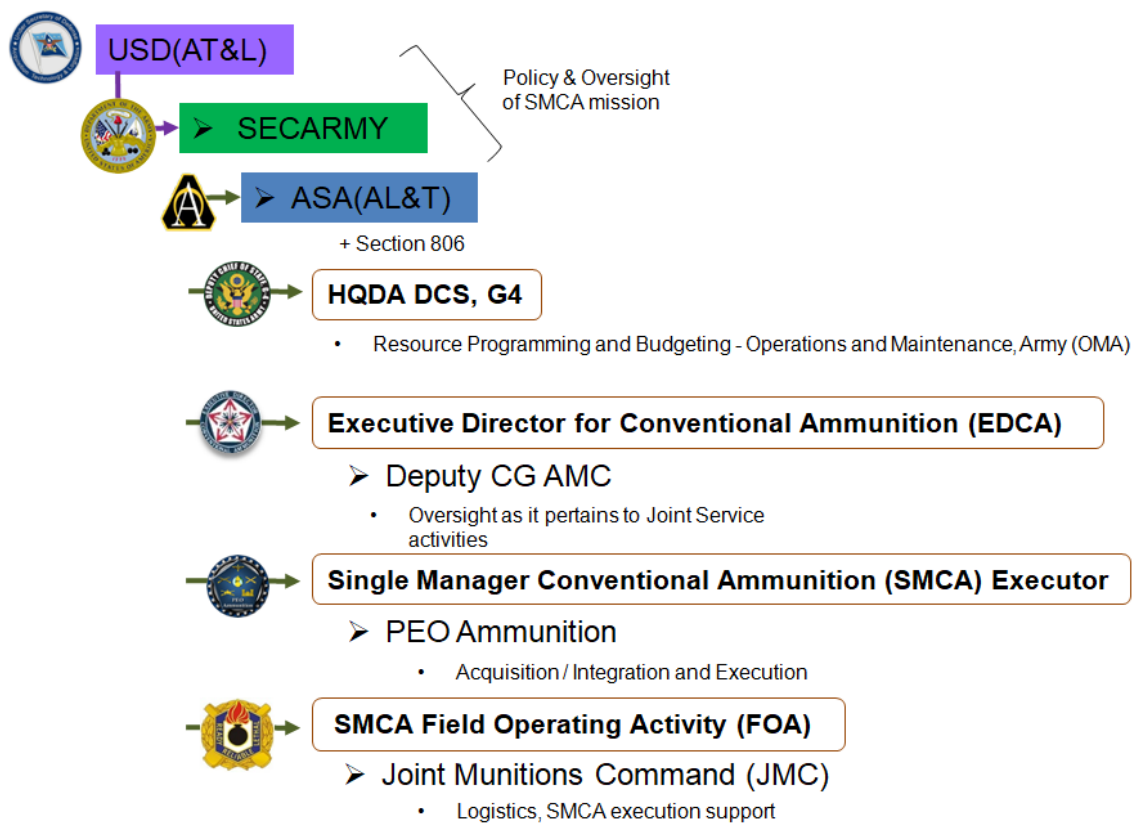 USD(AT&L)
Policy & Oversight
of SMCA mission
➢ SECARMY
➢ ASA(AL&T)
+ Section 806
HQDA DCS, G4
• Resource Programming and Budgeting - Operations and Maintenance, Army (OMA)
Executive Director for Conventional Ammunition (EDCA)
➢ Deputy CG AMC
• Oversight as it pertains to Joint Service
activities
Single Manager Conventional Ammunition (SMCA) Executor
➢ PEO Ammunition
• Acquisition / Integration and Execution
SMCA Field Operating Activity (FOA)
➢ Joint Munitions Command (JMC)
• Logistics, SMCA execution support